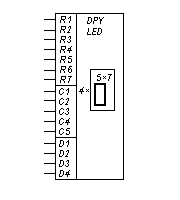 R1 DPY
R2 LED
R3
R4
R5
R6
R7 5×7
C1 4×
C2
C3
C4
C5
D1
D2
D3
D4